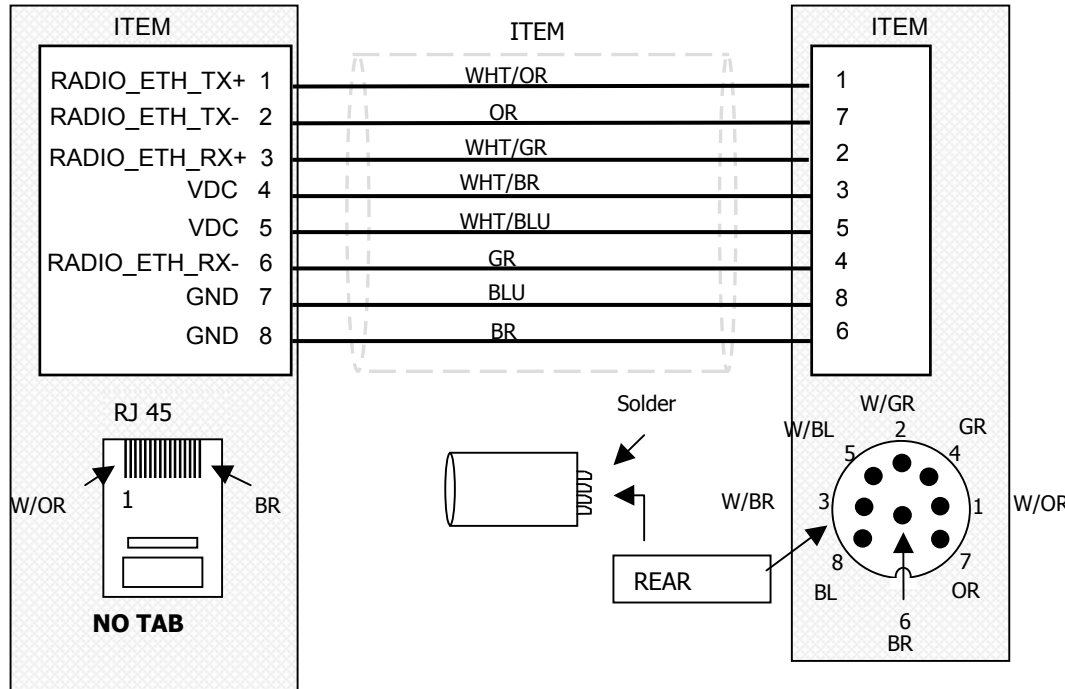 ITEM
ITEM
ITEM
RADIO_ETH_TX+ 1 WHT/OR 1
RADIO_ETH_TX- 2 OR 7
RADIO_ETH_RX+ 3 WHT/GR 2
VDC 4 WHT/BR 3
VDC 5 WHT/BLU 5
RADIO_ETH_RX- 6 GR 4
GND 7 BLU 8
GND 8 BR 6
RJ 45
W/OR
1
BR
NO TAB
Solder
REAR
W/GR
W/BL
2
GR
5
4
W/BR
3
1
W/OR
8
7
BL
OR
6
BR